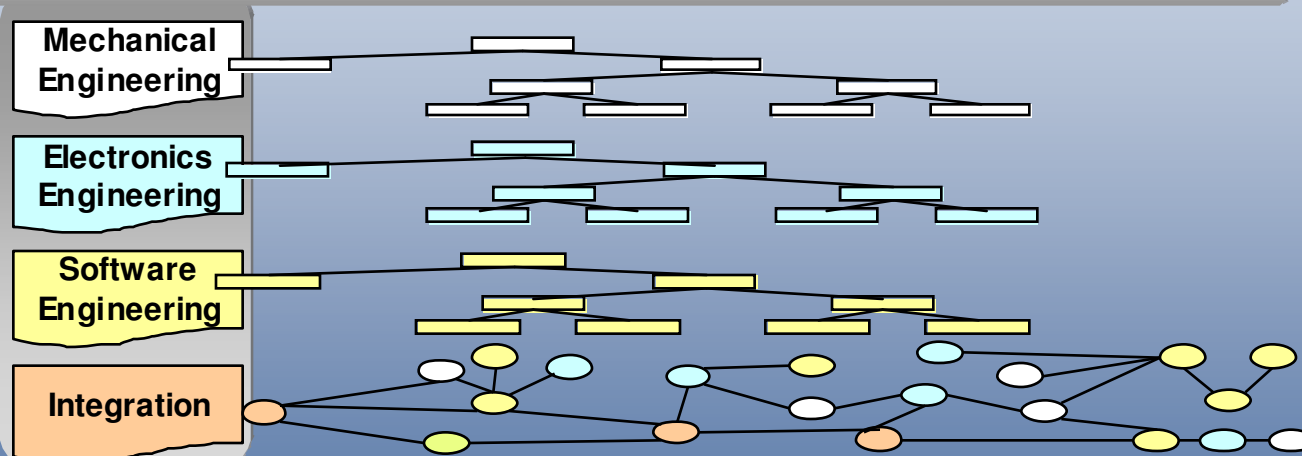 Mechanical
Engineering
Electronics
Engineering
Software
Engineering
Integration